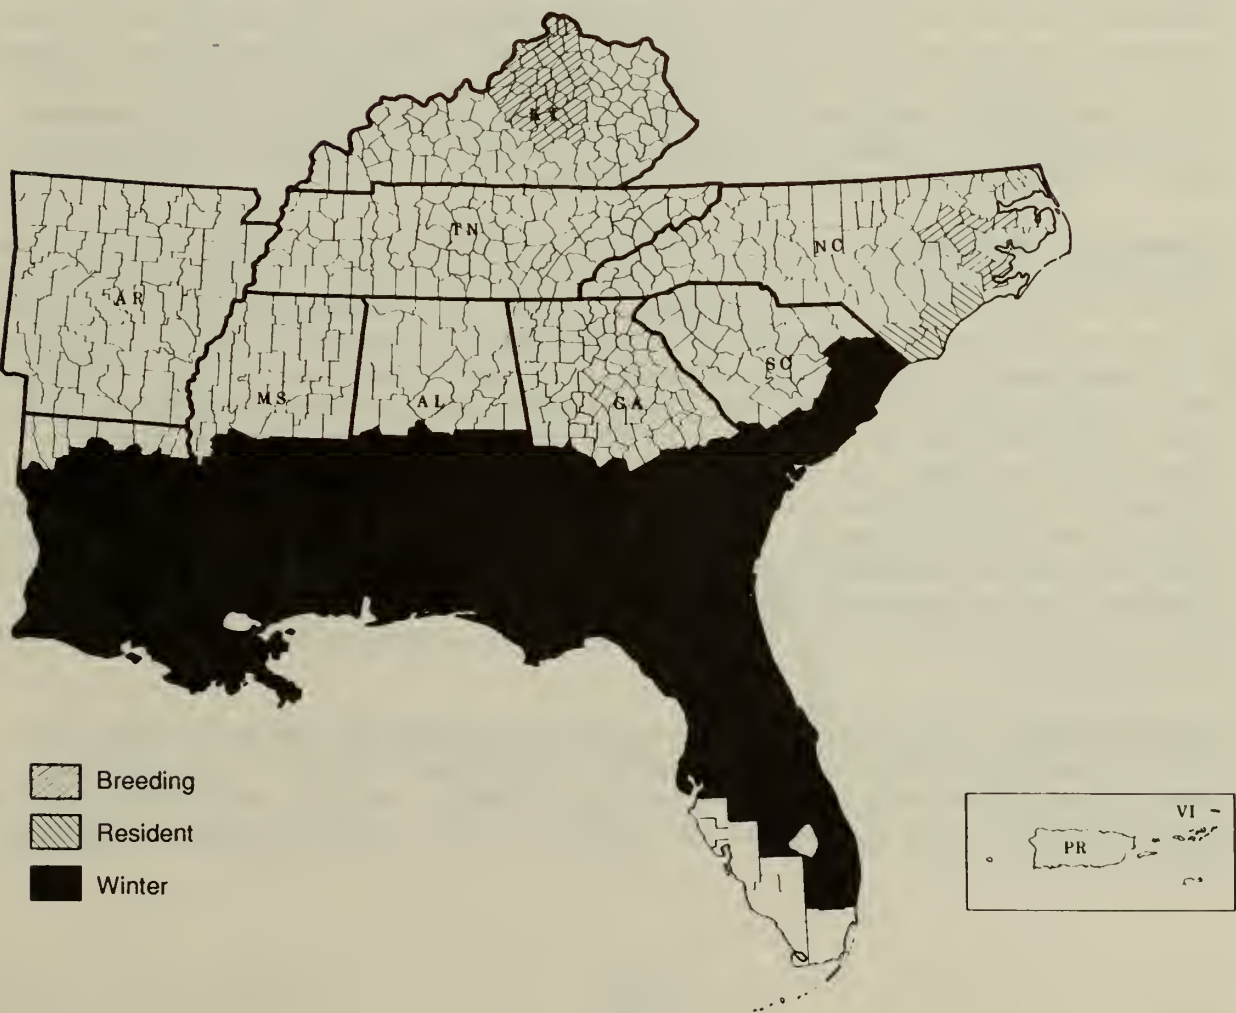 KY
TN
NC
AR
SC
MS
AL
GA
Breeding
Resident
Winter
VI
PR